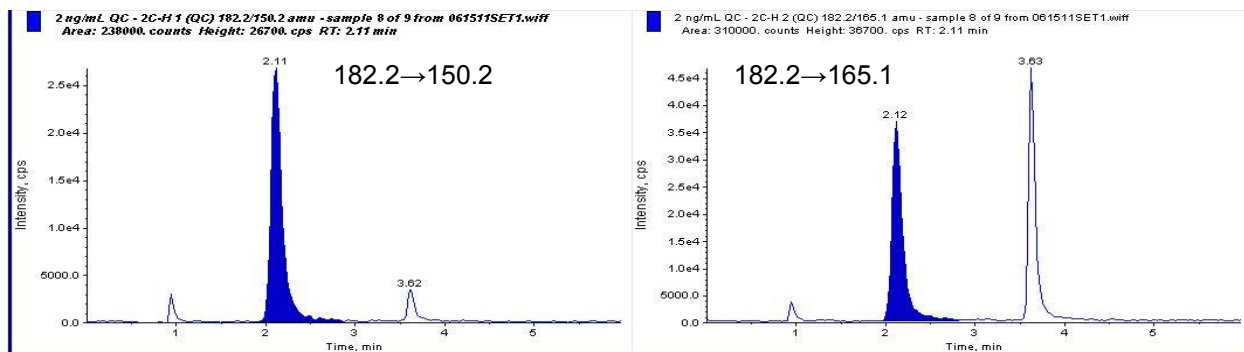 2 ng/mL QC - 2C-H 1 (QC) 182.2/150.2 amu - sample 8 of 9 from 061511SET1.wiff
Area: 238000. counts Height: 26700. cps RT: 2.11 min
182.2→150.2
2.11
3.62
2.5e4
2.0e4
1.5e4
1.0e4
5000.0
0.0
Intensity, cps
1 2 3 4 5
Time, min
2 ng/mL QC - 2C-H 2 (QC) 182.2/165.1 amu - sample 8 of 9 from 061511SET1.wiff
Area: 310000. counts Height: 36700. cps RT: 2.11 min
182.2→165.1
3.63
2.12
4.5e4
4.0e4
3.5e4
3.0e4
2.5e4
2.0e4
1.5e4
1.0e4
5000.0
0.0
Intensity, cps
1 2 3 4 5
Time, min